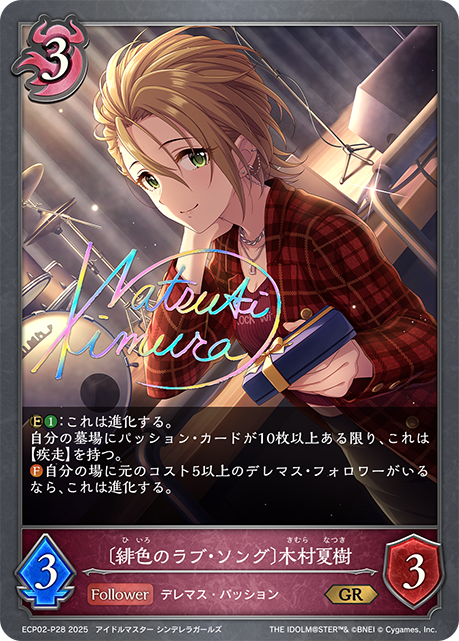 3
LOCK
Natsuki
Kimura
E1：これは進化する。
自分の墓場にパッション・カードが10枚以上ある限り、これは
【疾走】を持つ。
F自分の場に元のコスト5以上のデレマス・フォロワーがいる
なら、これは進化する。
ひいろ きむら なつき
〔緋色のラブ・ソング〕木村夏樹
3 Follower デレマス・パッション GR 3
ECP02-P28 2025 アイドルマスター シンデレラガールズ THE IDOLM@STER™& ©BNEI © Cygames, Inc.